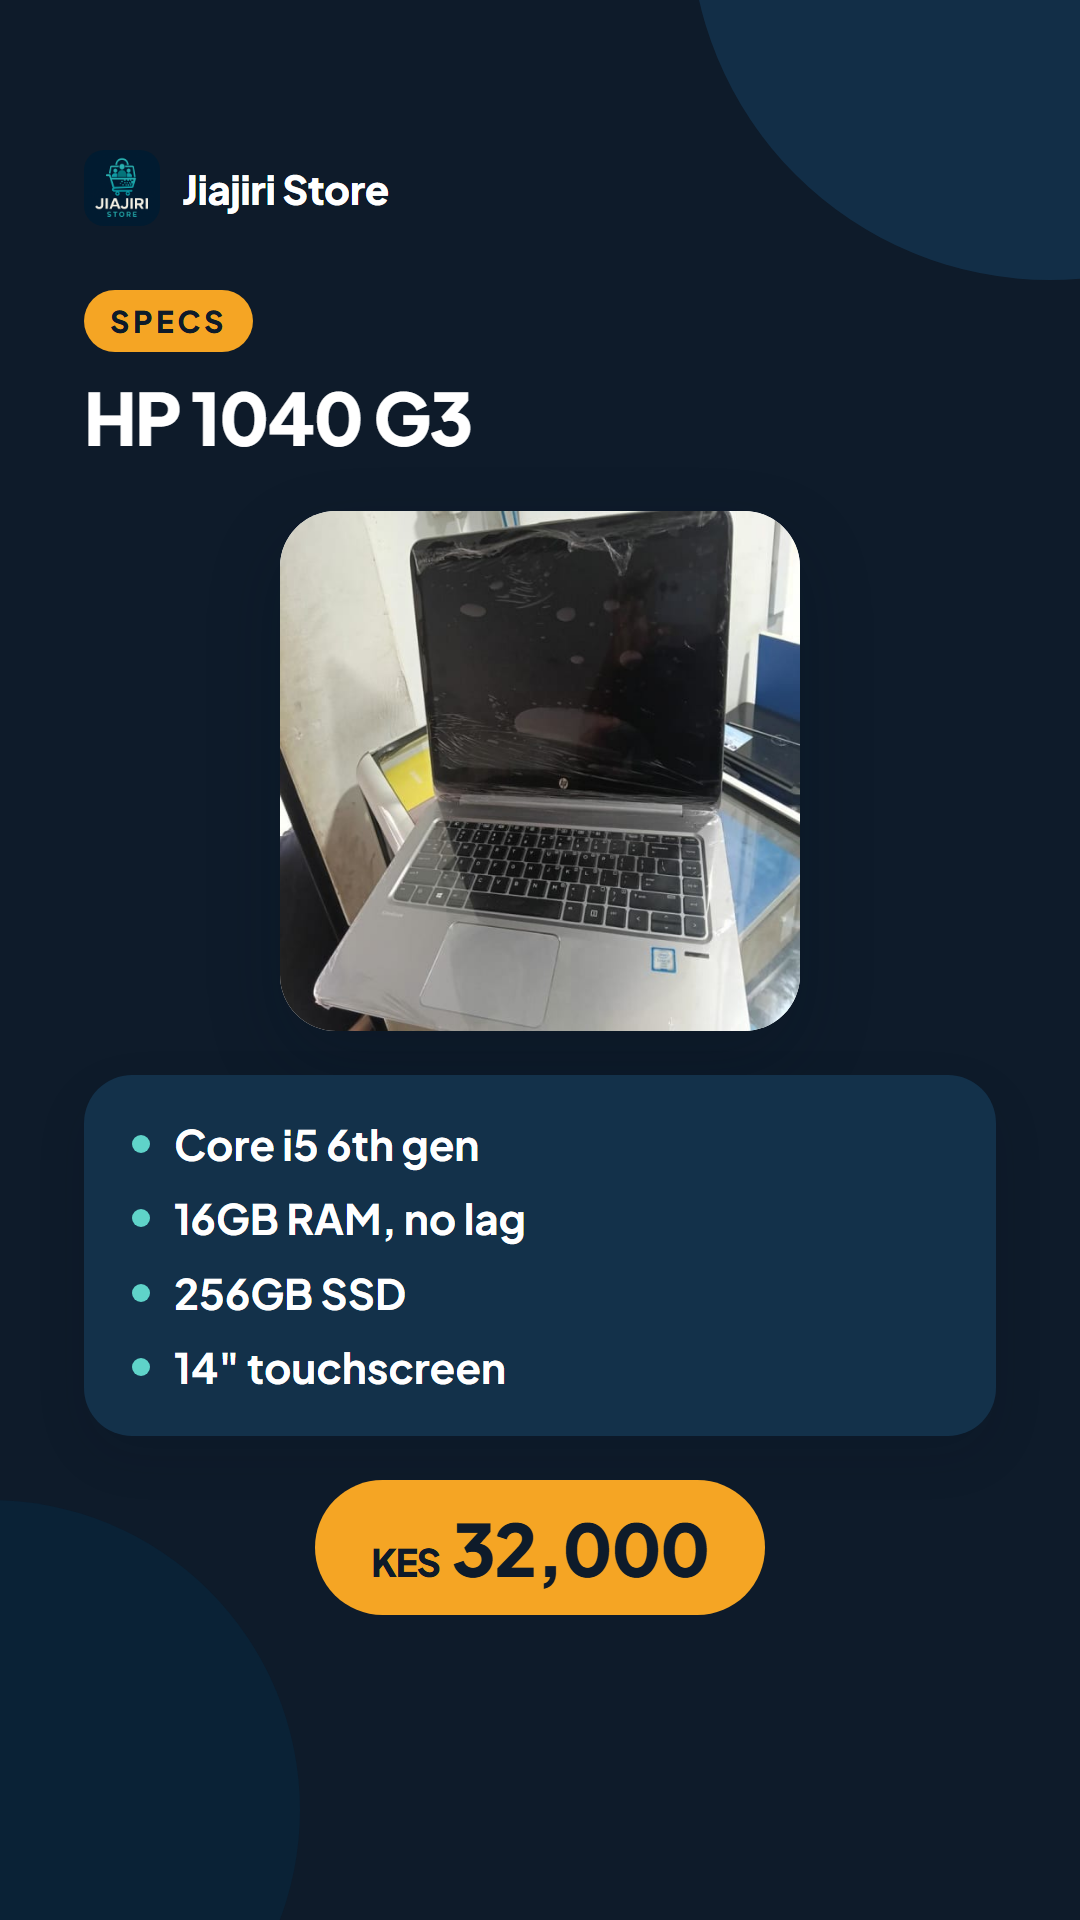 JIAJIRI
STORE
Jiajiri Store
SPECS
HP 1040 G3
Core i5 6th gen
16GB RAM, no lag
256GB SSD
14" touchscreen
KES 32,000